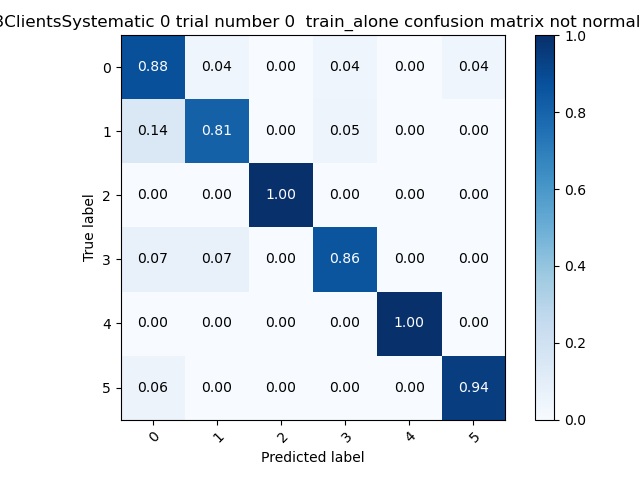 3ClientsSystematic 0 trial number 0 train_alone confusion matrix not normal
0 0.88 0.04 0.00 0.04 0.00 0.04
1 0.14 0.81 0.00 0.05 0.00 0.00
2 0.00 0.00 1.00 0.00 0.00 0.00
3 0.07 0.07 0.00 0.86 0.00 0.00
4 0.00 0.00 0.00 0.00 1.00 0.00
5 0.06 0.00 0.00 0.00 0.00 0.94
0 1 2 3 4 5
True label
Predicted label
1.0
0.8
0.6
0.4
0.2
0.0